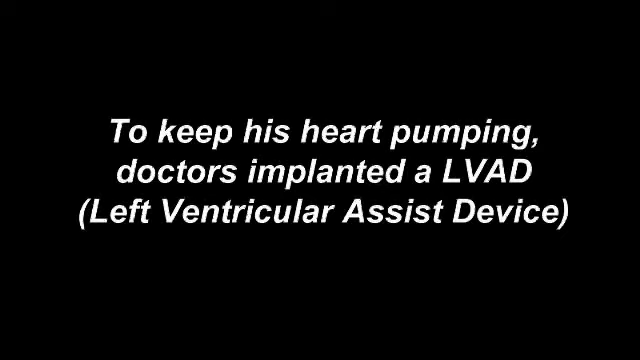 To keep his heart pumping,
doctors implanted a LVAD
(Left Ventricular Assist Device)